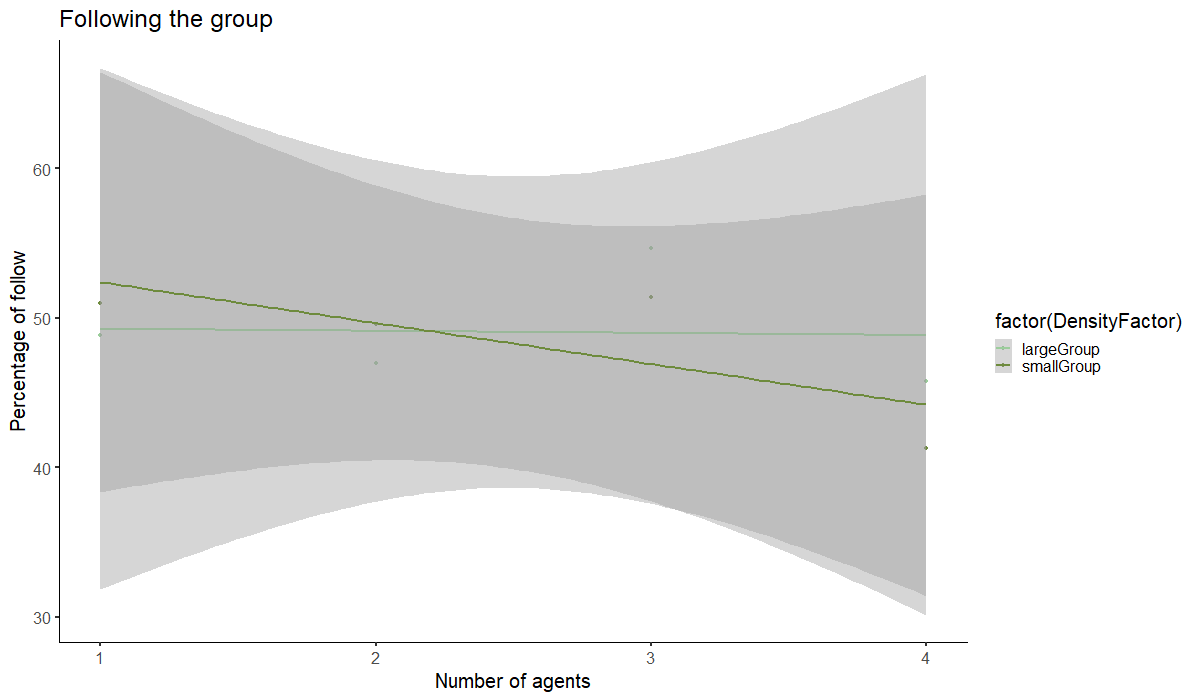 Following the group
60
50
40
30
Percentage of follow
1 2 3 4
Number of agents
factor(DensityFactor)
largeGroup
smallGroup